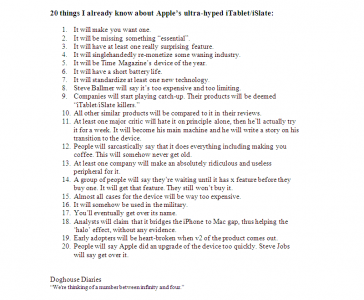 20 things I already know about Apple's ultra-hyped iTablet/iSlate:
1. It will make you want one.
2. It will be missing something "essential".
3. It will have at least one really surprising feature.
4. It will singlehandedly re-monetize some waning industry.
5. It will be Time Magazine's device of the year.
6. It will have a short battery life.
7. It will standardize at least one new technology.
8. Steve Ballmer will say it's too expensive and too limiting.
9. Companies will start playing catch-up. Their products will be deemed
"iTablet/iSlate killers."
10. All other similar products will be compared to it in their reviews.
11. At least one major critic will hate it on principle alone, then he'll actually try
it for a week. It will become his main machine and he will write a story on his
transition to the device.
12. People will sarcastically say that it does everything including making you
coffee. This will somehow never get old.
13. At least one company will make an absolutely ridiculous and useless
peripheral for it.
14. A group of people will say they're waiting until it has x feature before they
buy one. It will get that feature. They still won't buy it.
15. Almost all cases for the device will be way too expensive.
16. It will somehow be used in the military.
17. You'll eventually get over its name.
18. Analysts will claim that it bridges the iPhone to Mac gap, thus helping the
'halo' effect, without any evidence.
19. Early adopters will be heart-broken when v2 of the product comes out.
20. People will say Apple did an upgrade of the device too quickly. Steve Jobs
will say get over it.
Doghouse Diaries
"We're thinking of a number between infinity and four."